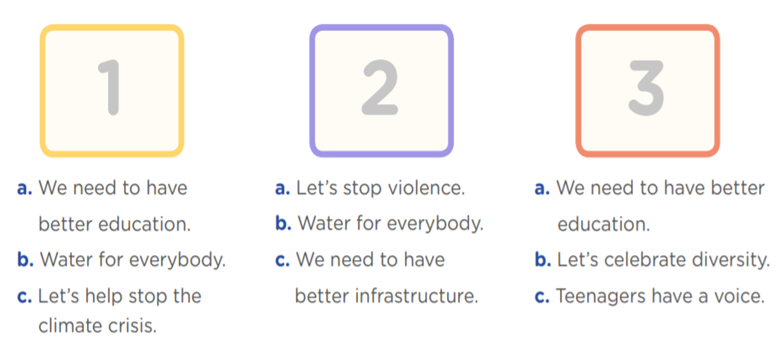 1
a. We need to have
better education.
b. Water for everybody.
c. Let's help stop the
climate crisis.
2
a. Let's stop violence.
b. Water for everybody.
c. We need to have
better infrastructure.
3
a. We need to have better
education.
b. Let's celebrate diversity.
c. Teenagers have a voice.